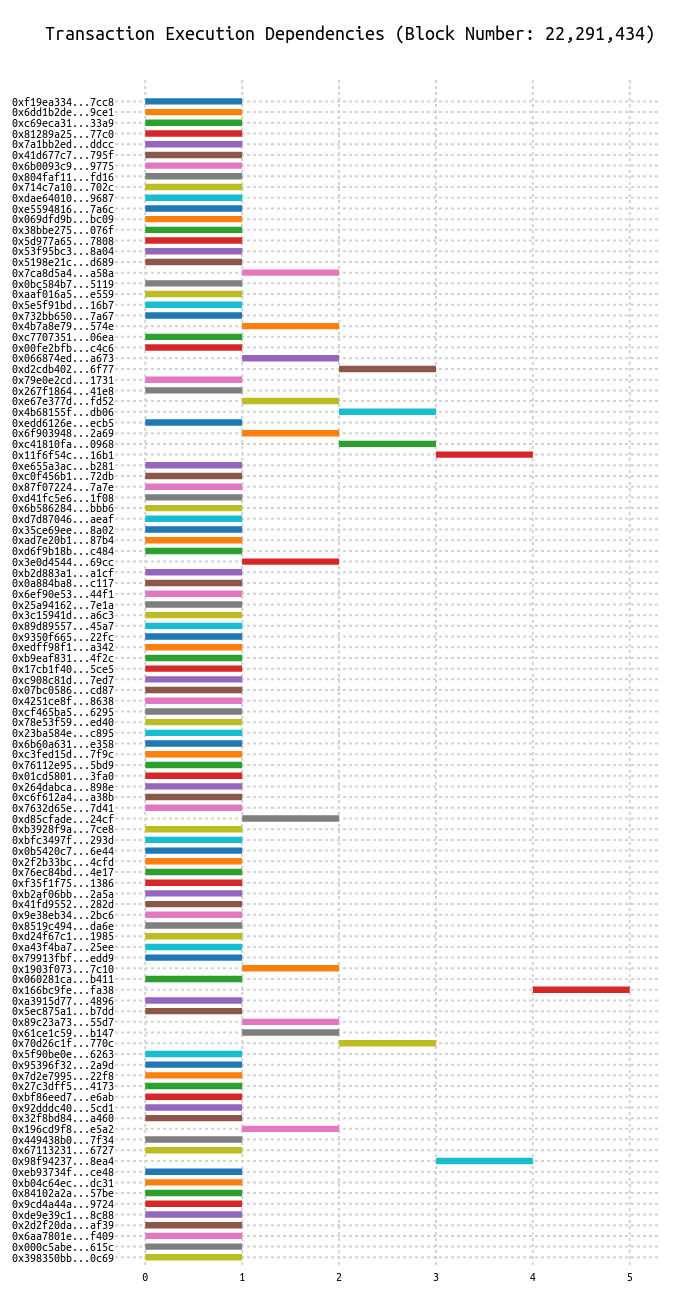 Transaction Execution Dependencies (Block Number: 22,291,434)
0xf19ea334...7cc8
0x6dd1b2de...9ce1
0xc69eca31...33a9
0x81289a25...77c0
0x7a1bb2ed...ddcc
0x41d677c7...795f
0x6b0093c9...9775
0x804faf11...fd16
0x714c7a10...702c
0xdae64010...9687
0xe5594816...7a6c
0x069dfd9b...bc09
0x38bbe275...076f
0x5d977a65...7808
0x53f95bc3...8a04
0x5198e21c...d689
0x7ca8d5a4...a58a
0x0bc584b7...5119
0xaaf016a5...e559
0x5e5f91bd...16b7
0x732bb650...7a67
0x4b7a8e79...574e
0xc7707351...06ea
0x00fe2bfb...c4c6
0x066874ed...a673
0xd2cdb402...6f77
0x79e0e2cd...1731
0x267f1864...41e8
0xe67e377d...fd52
0x4b68155f...db06
0xedd6126e...ecb5
0x6f903948...2a69
0xc41810fa...0968
0x11f6f54c...16b1
0xe655a3ac...b281
0xc0f456b1...72db
0x87f07224...7a7e
0xd41fc5e6...1f08
0x6b586284...bbb6
0xd7d87046...aeaf
0x35ce69ee...8a02
0xad7e20b1...87b4
0xd6f9b18b...c484
0x3e0d4544...69cc
0xb2d883a1...a1cf
0x0a884ba8...c117
0x6ef90e53...44f1
0x25a94162...7e1a
0x3c15941d...a6c3
0x89d89557...45a7
0x9350f665...22fc
0xedff98f1...a342
0xb9eaf831...4f2c
0x17cb1f40...5ce5
0xc908c81d...7ed7
0x07bc0586...cd87
0x4251ce8f...8638
0xcf465ba5...6295
0x78e53f59...ed40
0x23ba584e...c895
0x6b60a631...e358
0xc3fed15d...7f9c
0x76112e95...5bd9
0x01cd5801...3fa0
0x264dabca...898e
0xc6f612a4...a38b
0x7632d65e...7d41
0xd85cfade...24cf
0xb3928f9a...7ce8
0xbfc3497f...293d
0x0b5420c7...6e44
0x2f2b33bc...4cfd
0x76ec84bd...4e17
0xf35f1f75...1386
0xb2af06bb...2a5a
0x41fd9552...282d
0x9e38eb34...2bc6
0x8519c494...da6e
0xd24f67c1...1985
0xa43f4ba7...25ee
0x79913fbf...edd9
0x1903f073...7c10
0x060281ca...b411
0x166bc9fe...fa38
0xa3915d77...4896
0x5ec875a1...b7dd
0x89c23a73...55d7
0x61ce1c59...b147
0x70d26c1f...770c
0x5f90be0e...6263
0x95396f32...2a9d
0x7d2e7995...22f8
0x27c3dff5...4173
0xbf86eed7...e6ab
0x92dddc40...5cd1
0x32f8bd84...a460
0x196cd9f8...e5a2
0x449438b0...7f34
0x67113231...6727
0x98f94237...8ea4
0xeb93734f...ce48
0xb04c64ec...dc31
0x84102a2a...57be
0x9cd4a44a...9724
0xde9e39c1...8c88
0x2d2f20da...af39
0x6aa7801e...f409
0x000c5abe...615c
0x398350bb...0c69
0 1 2 3 4 5